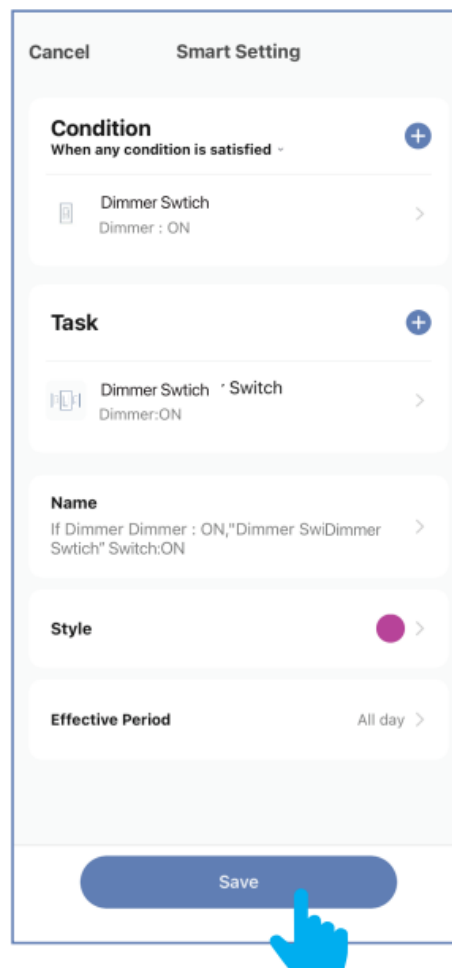 Cancel Smart Setting
Condition
When any condition is satisfied
Dimmer Swtich
Dimmer : ON
Task
Dimmer Swtich ' Switch
Dimmer:ON
Name
If Dimmer Dimmer : ON,"Dimmer SwiDimmer
Swtich" Switch:ON
Style
Effective Period All day
Save